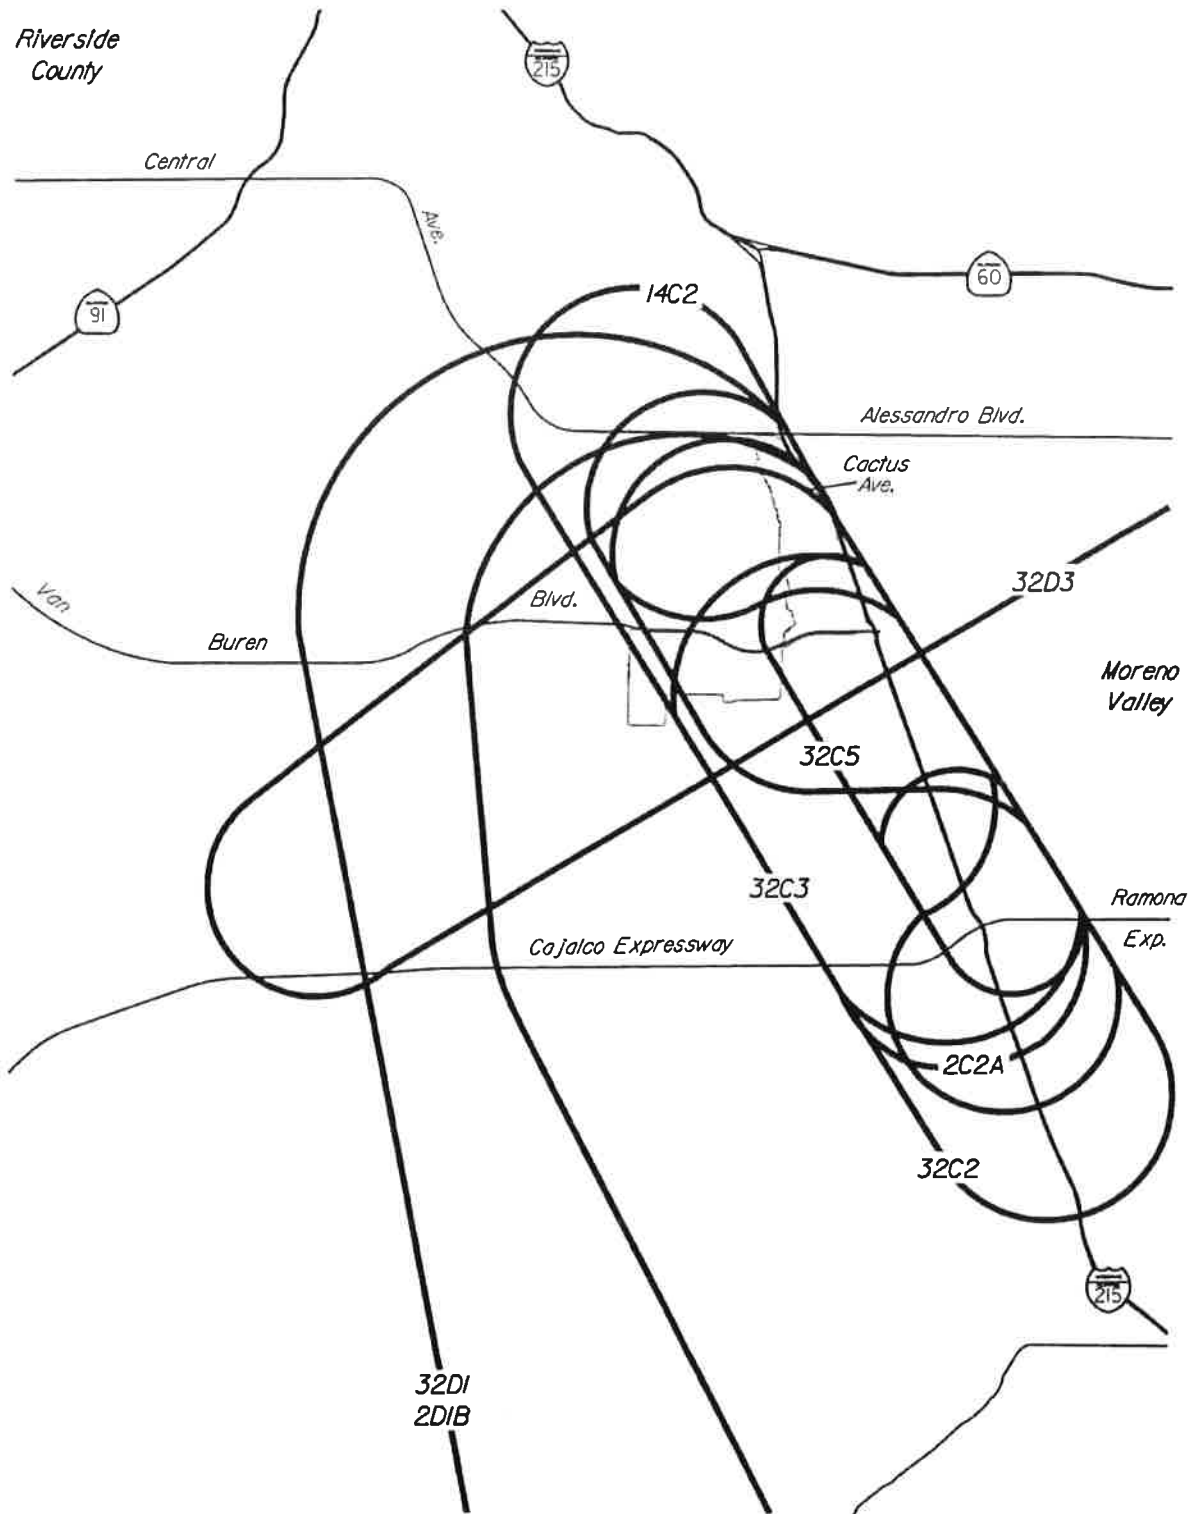 Riverside
County
215
Central
Ave.
60
91
14C2
Alessandro Blvd.
Cactus
Ave.
32D3
Van
Buren
Blvd.
Moreno
Valley
32C5
32C3
Ramona
Exp.
Cajalco Expressway
2C2A
32C2
215
32D1
2D1B